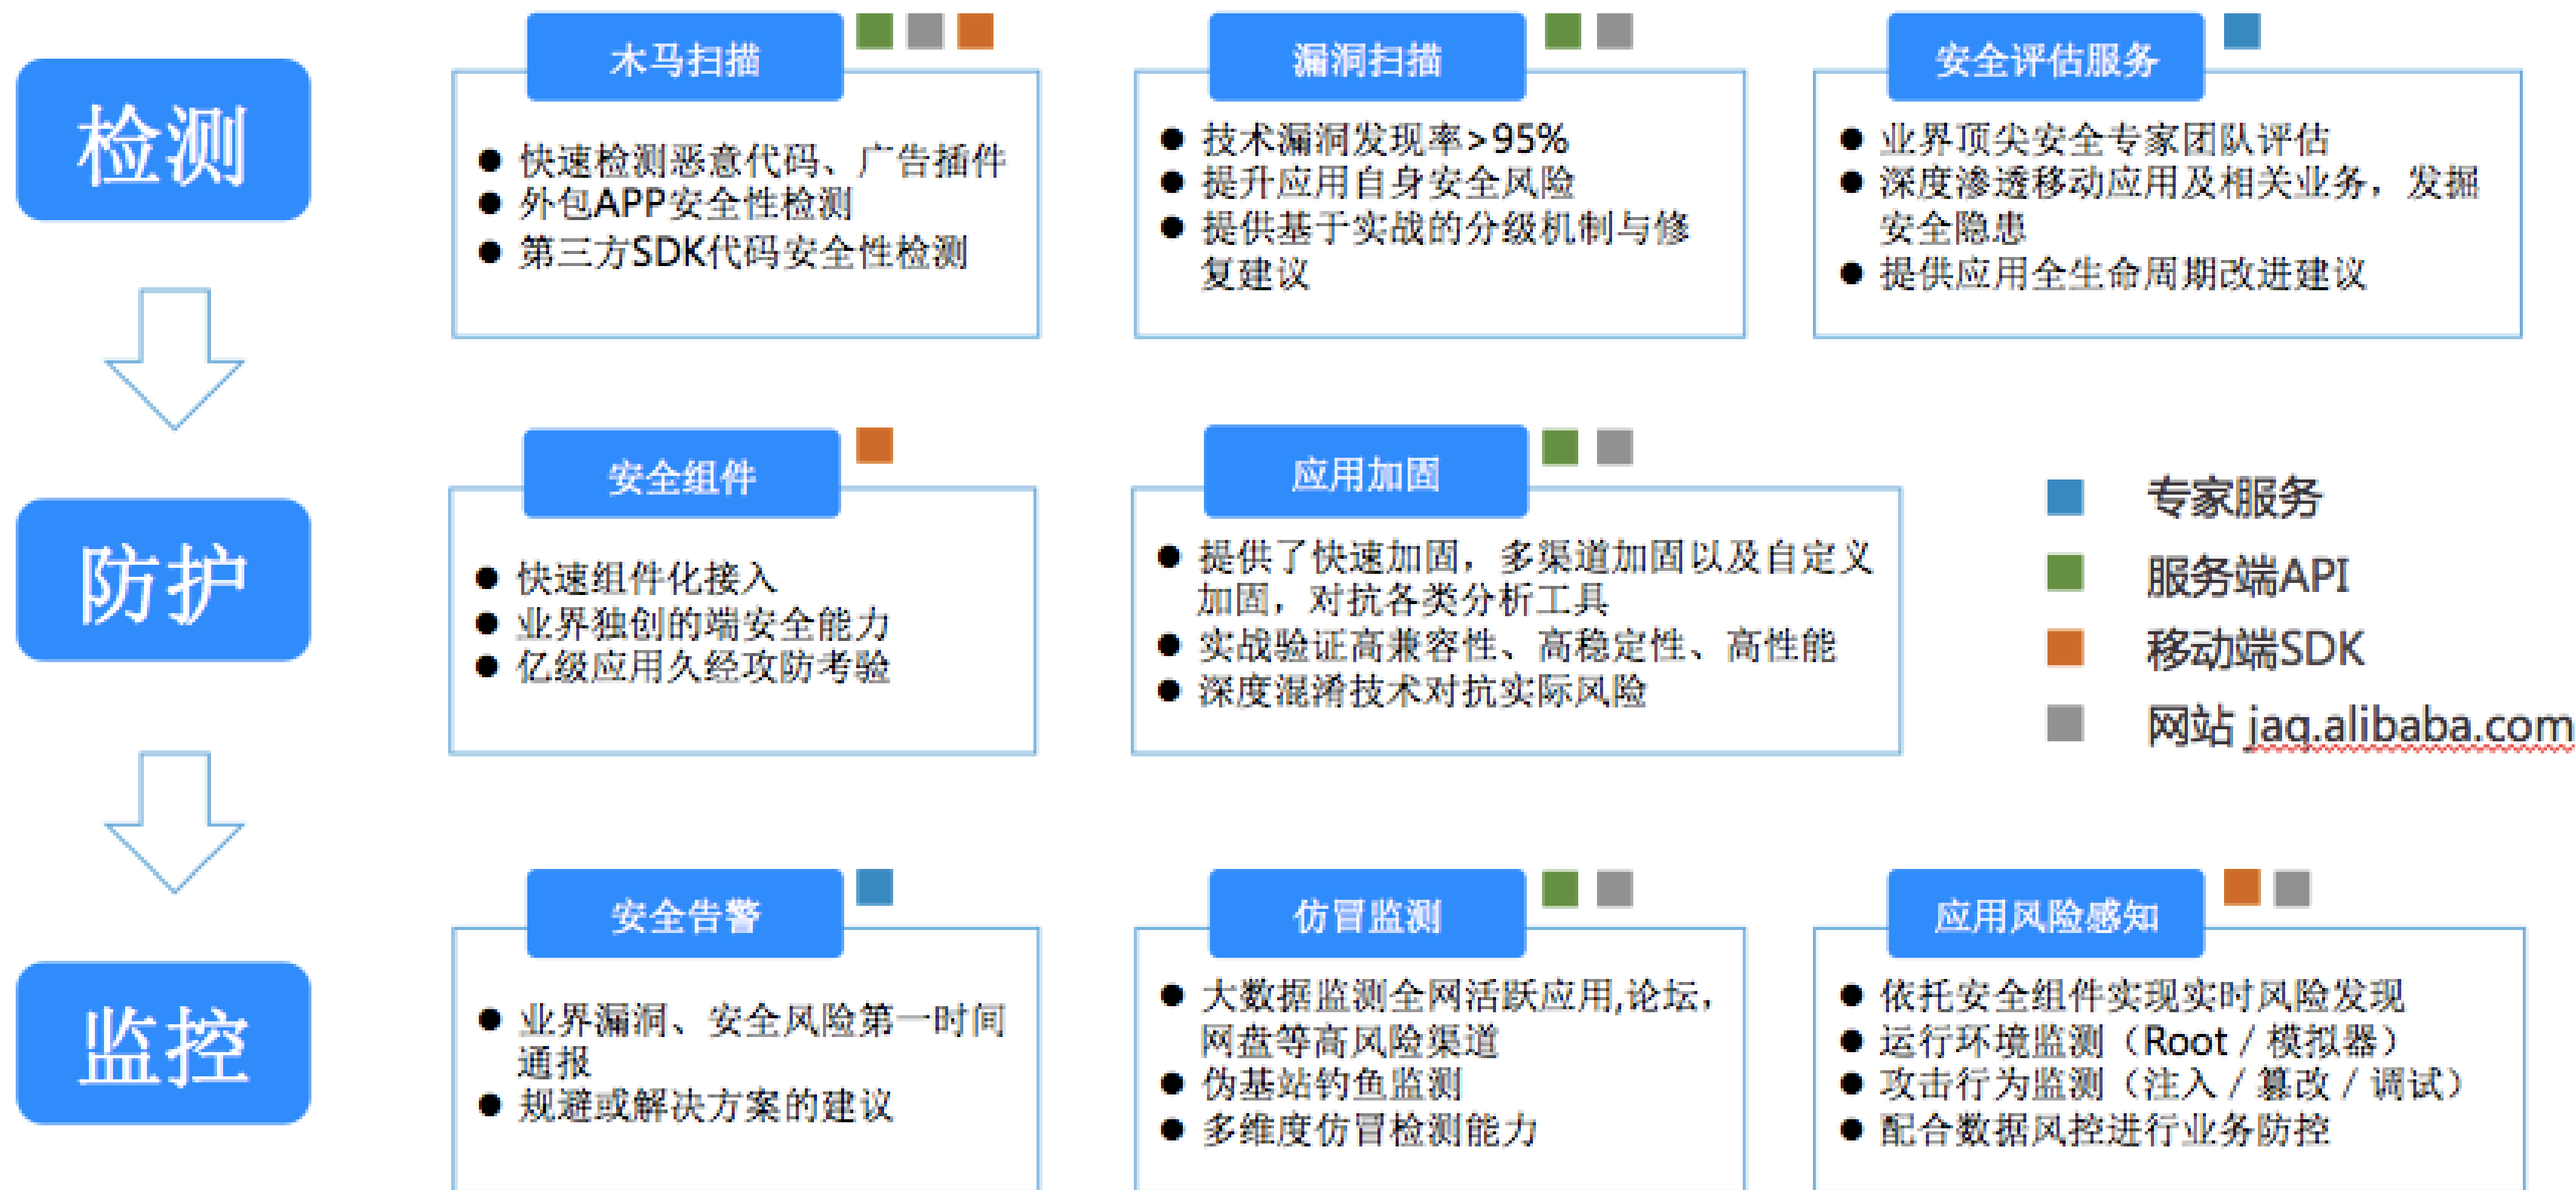 检测
木马扫描
● 快速检测恶意代码、广告插件
● 外包APP安全性检测
● 第三方SDK代码安全性检测
漏洞扫描
● 技术漏洞发现率>95%
● 提升应用自身安全风险
● 提供基于实战的分级机制与修
复建议
安全评估服务
● 业界顶尖安全专家团队评估
● 深度渗透移动应用及相关业务，发掘
安全隐患
● 提供应用全生命周期改进建议
防护
安全组件
● 快速组件化接入
● 业界独创的端安全能力
● 亿级应用久经攻防考验
应用加固
● 提供了快速加固，多渠道加固以及自定义
加固，对抗各类分析工具
● 实战验证高兼容性、高稳定性、高性能
● 深度混淆技术对抗实际风险
专家服务
服务端API
移动端SDK
网站 jaq.alibaba.com
监控
安全告警
● 业界漏洞、安全风险第一时间
通报
● 规避或解决方案的建议
仿冒监测
● 大数据监测全网活跃应用,论坛，
网盘等高风险渠道
● 伪基站钓鱼监测
● 多维度仿冒检测能力
应用风险感知
● 依托安全组件实现实时风险发现
● 运行环境监测（Root / 模拟器）
● 攻击行为监测（注入 / 篡改 / 调试）
● 配合数据风控进行业务防控